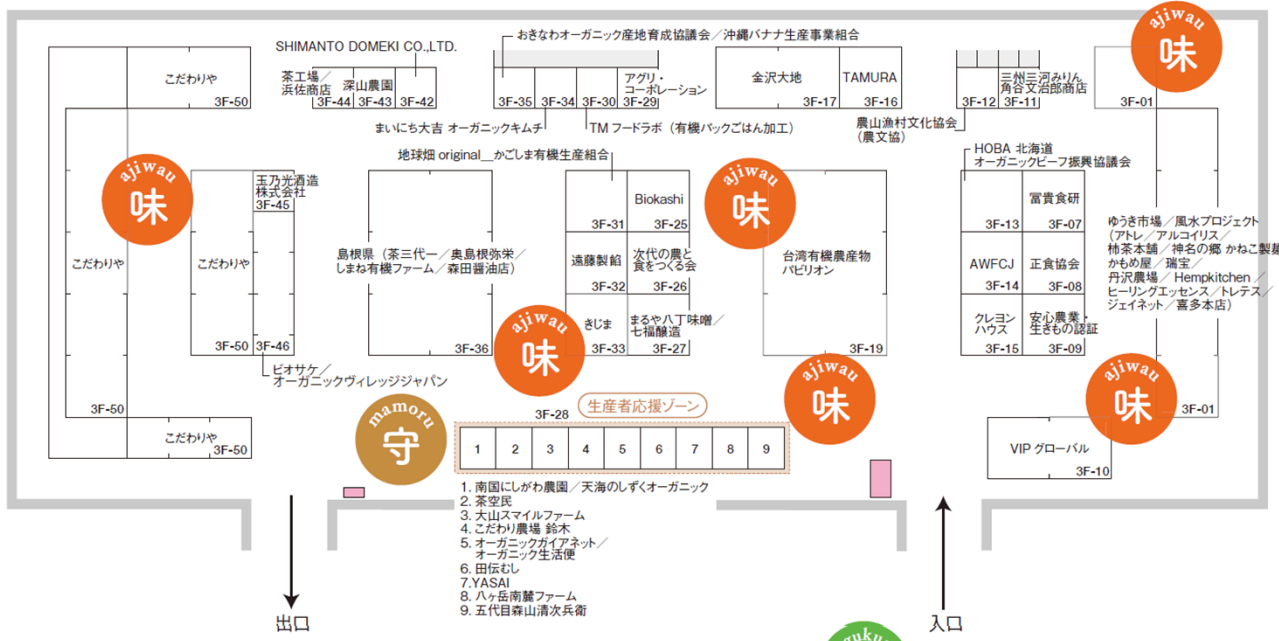 ajiwau
味
SHIMANTO DOMEKI CO.,LTD.
おきなわオーガニック産地育成協議会／沖縄バナナ生産事業組合
こだわりや
3F-50
茶工場／
浜佐商店
3F-44
深山農園
3F-43
3F-42
3F-35
3F-34
3F-30
アグリ・
コーポレーション
3F-29
金沢大地
3F-17
TAMURA
3F-16
3F-12
三州三河みりん
角谷文治郎商店
3F-11
3F-01
まいにち大吉 オーガニックキムチ
TMフードラボ（有機パックごはん加工）
農山漁村文化協会
（農文協）
地球畑 original__かごしま有機生産組合
HOBA 北海道
オーガニックビーフ振興協議会
ajiwau
味
玉乃光酒造
株式会社
3F-45
3F-31
Biokashi
3F-25
ajiwau
味
3F-13
冨貴食研
3F-07
こだわりや
こだわりや
島根県（茶三代一／奥島根弥栄／
しまね有機ファーム／森田醤油店）
遠藤製餡
3F-32
次代の農と
食をつくる会
3F-26
台湾有機農産物
パビリオン
AWFCJ
3F-14
正食協会
3F-08
ゆうき市場／風水プロジェクト
（アトレ／アルコイリス／
柿茶本舗／神名の郷 かねこ製麺
かもめ屋／瑞宝／
丹沢農場／Hempkitchen／
ヒーリングエッセンス／トレテス／
ジェイネット／喜多本店）
3F-50
3F-46
3F-36
ajiwau
味
きじま
3F-33
まるや八丁味噌／
七福醸造
3F-27
3F-19
クレヨン
ハウス
3F-15
安心農業・
生きもの認証
3F-09
ビオサケ／
オーガニックヴィレッジジャパン
ajiwau
味
ajiwau
味
3F-50
3F-01
こだわりや
3F-50
mamoru
守
3F-28
生産者応援ゾーン
1 2 3 4 5 6 7 8 9
VIP グローバル
3F-10
1. 南国にしがわ農園／天海のしずくオーガニック
2. 茶空民
3. 大山スマイルファーム
4. こだわり農場 鈴木
5. オーガニックガイアネット／
オーガニック生活便
6. 田伝むし
7.YASAI
8. 八ヶ岳南麓ファーム
9. 五代目森山清次兵衛
出口
入口